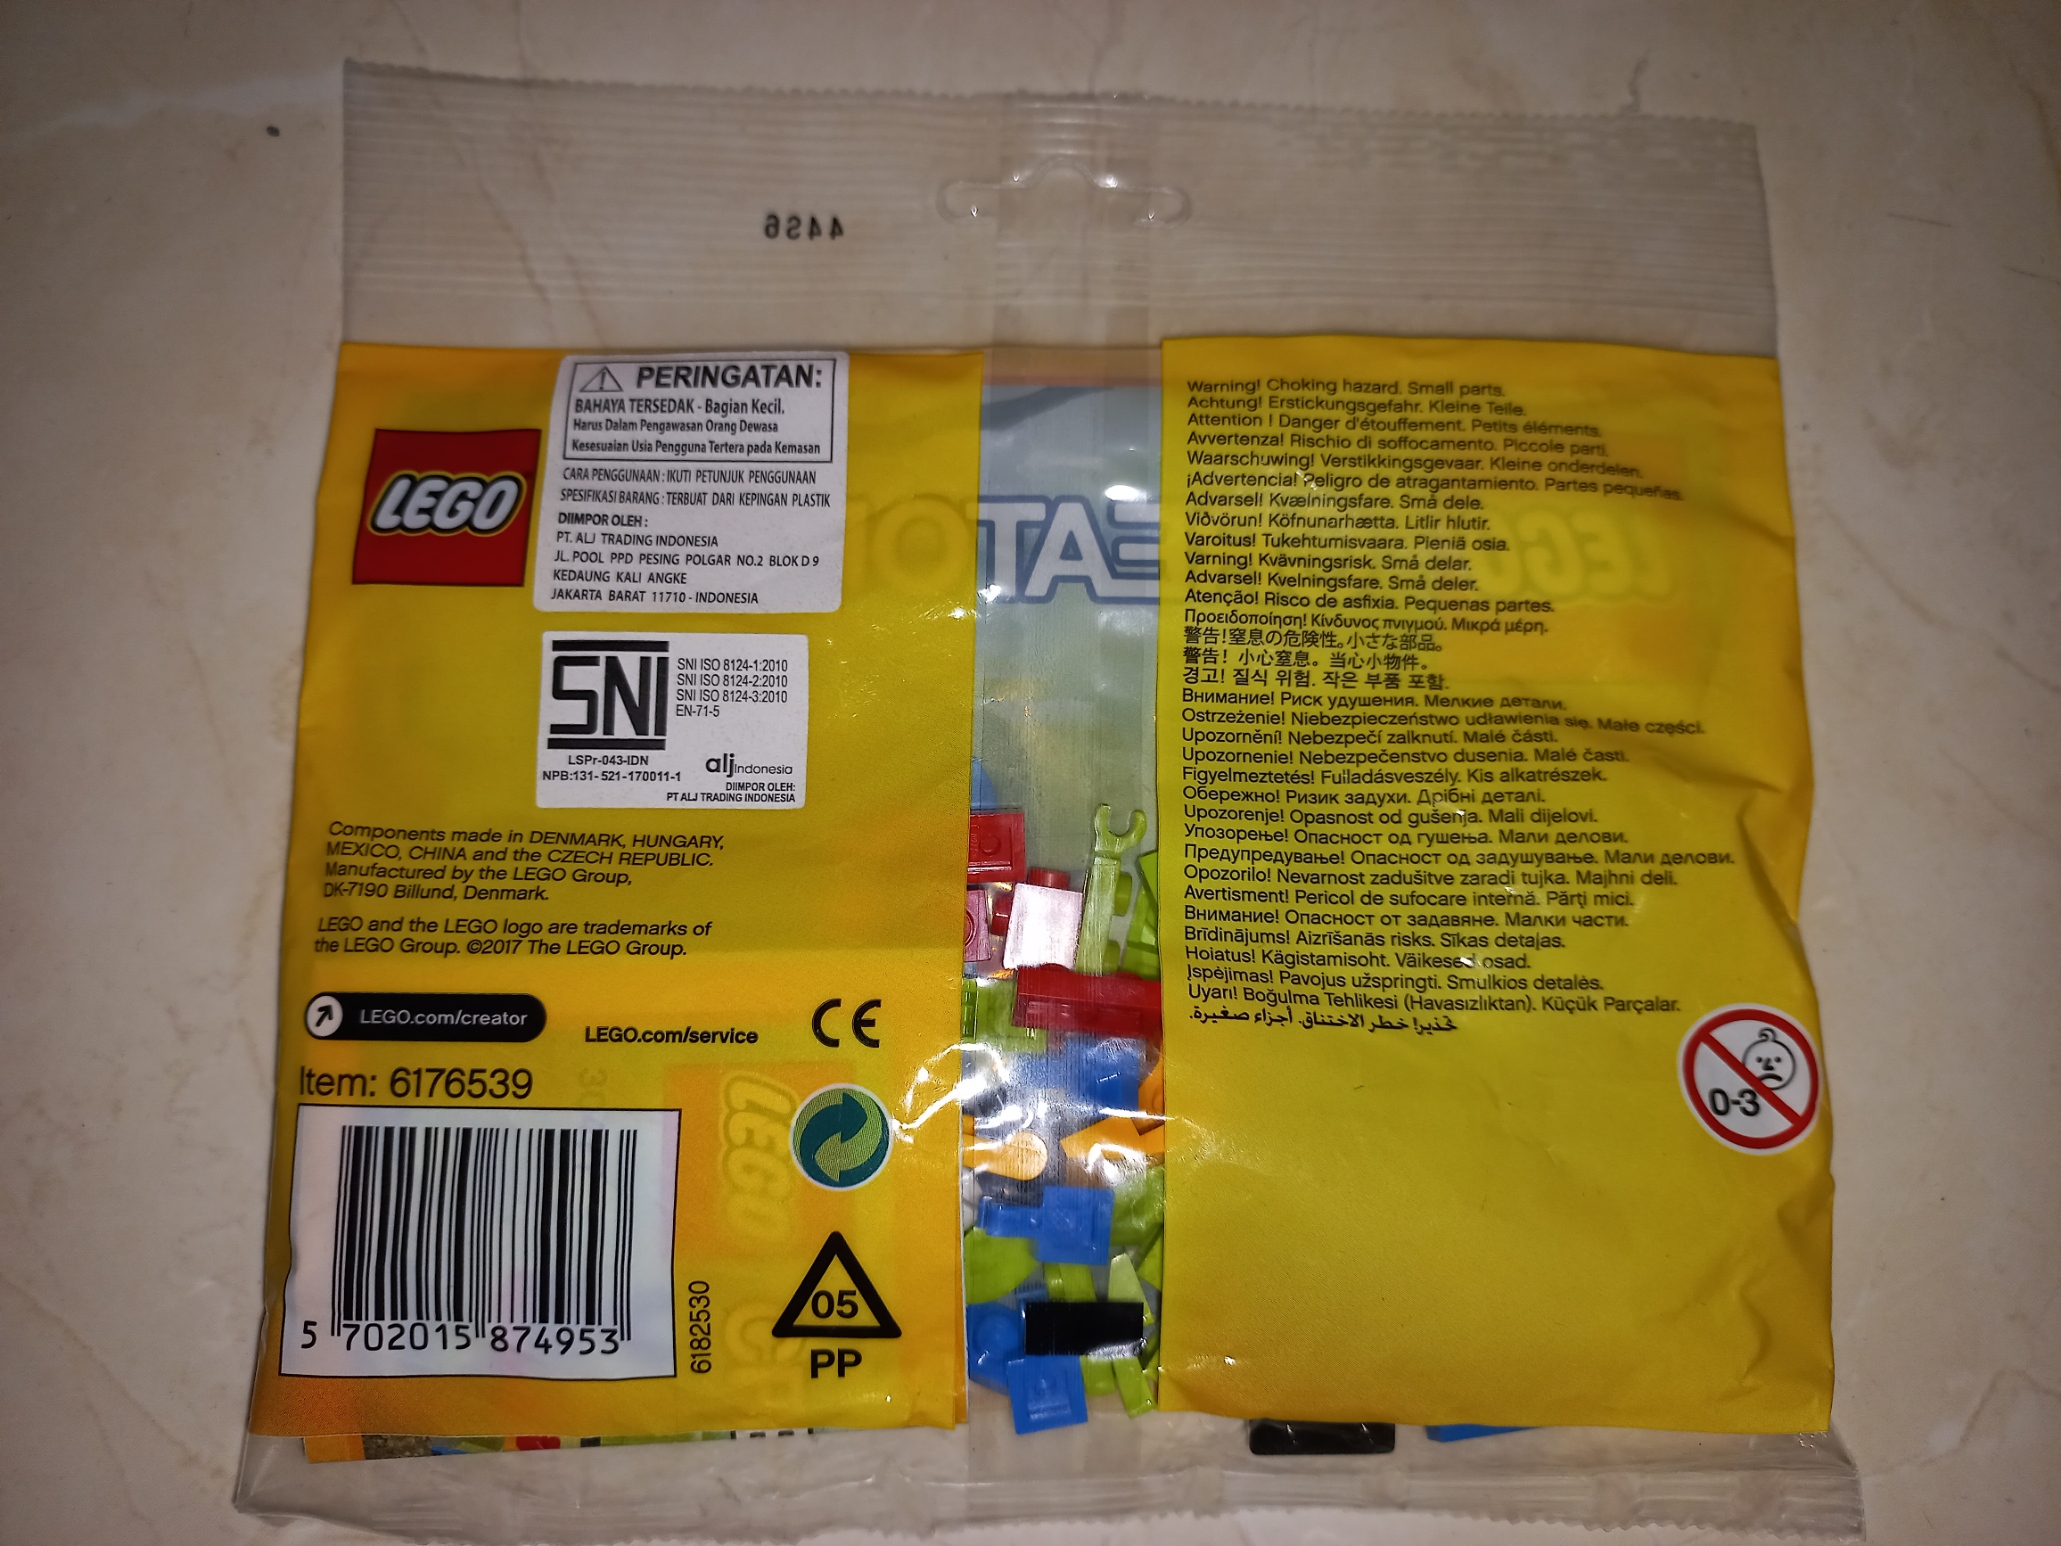 44S6
LEGO
PERINGATAN:
BAHAYA TERSEDAK - Bagian Kecil.
Harus Dalam Pengawasan Orang Dewasa
Kesesuaian Usia Pengguna Tertera pada Kemasan
CARA PENGGUNAAN : IKUTI PETUNJUK PENGGUNAAN
SPESIFIKASI BARANG : TERBUAT DARI KEPINGAN PLASTIK
DIIMPOR OLEH :
PT. ALJ TRADING INDONESIA
JL. POOL PPD PESING POLGAR NO.2 BLOK D 9
KEDAUNG KALI ANGKE
JAKARTA BARAT 11710 - INDONESIA
SNI
SNI ISO 8124-1:2010
SNI ISO 8124-2:2010
SNI ISO 8124-3:2010
EN-71-5
LSPr-043-IDN
NPB:131-521-170011-1
alj Indonesia
DIIMPOR OLEH:
PT ALJ TRADING INDONESIA
Components made in DENMARK, HUNGARY,
MEXICO, CHINA and the CZECH REPUBLIC.
Manufactured by the LEGO Group,
DK-7190 Billund, Denmark.
LEGO and the LEGO logo are trademarks of
the LEGO Group. ©2017 The LEGO Group.
LEGO.com/creator
LEGO.com/service
CE
Item: 6176539
5 702015 874953
6182530
05
PP
LEGO
Warning! Choking hazard. Small parts.
Achtung! Erstickungsgefahr. Kleine Teile.
Attention ! Danger d'étouffement. Petits éléments.
Avvertenza! Rischio di soffocamento. Piccole parti.
Waarschuwing! Verstikkingsgevaar. Kleine onderdelen.
¡Advertencia! Peligro de atragantamiento. Partes pequeñas.
Advarsel! Kvælningsfare. Små dele.
Viðvörun! Köfnunarhætta. Litlir hlutir.
Varoitus! Tukehtumisvaara. Pieniä osia.
Varning! Kvävningsrisk. Små delar.
Advarsel! Kvelningsfare. Små deler.
Atenção! Risco de asfixia. Pequenas partes.
Προειδοποίηση! Κίνδυνος πνιγμού. Μικρά μέρη.
警告!窒息の危険性。小さな部品。
警告! 小心窒息。当心小物件。
경고! 질식 위험. 작은 부품 포함.
Внимание! Риск удушения. Мелкие детали.
Ostrzeżenie! Niebezpieczeństwo udławienia się. Małe części.
Upozornění! Nebezpečí zalknutí. Malé části.
Upozornenie! Nebezpečenstvo dusenia. Malé časti.
Figyelmeztetés! Fulladásveszély. Kis alkatrészek.
Обережно! Ризик задухи. Дрібні деталі.
Upozorenje! Opasnost od gušenja. Mali dijelovi.
Упозорење! Опасност од гушења. Мали делови.
Предупредување! Опасност од задушување. Мали делови.
Opozorilo! Nevarnost zadušitve zaradi tujka. Majhni deli.
Avertisment! Pericol de sufocare internă. Părţi mici.
Внимание! Опасност от задавяне. Малки части.
Brīdinājums! Aizrīšanās risks. Sīkas detaļas.
Hoiatus! Kägistamisoht. Väikesed osad.
Įspėjimas! Pavojus užspringti. Smulkios detalės.
Uyarı! Boğulma Tehlikesi (Havasızlıktan). Küçük Parçalar.
تحذير! خطر الاختناق. أجزاء صغيرة.
0-3